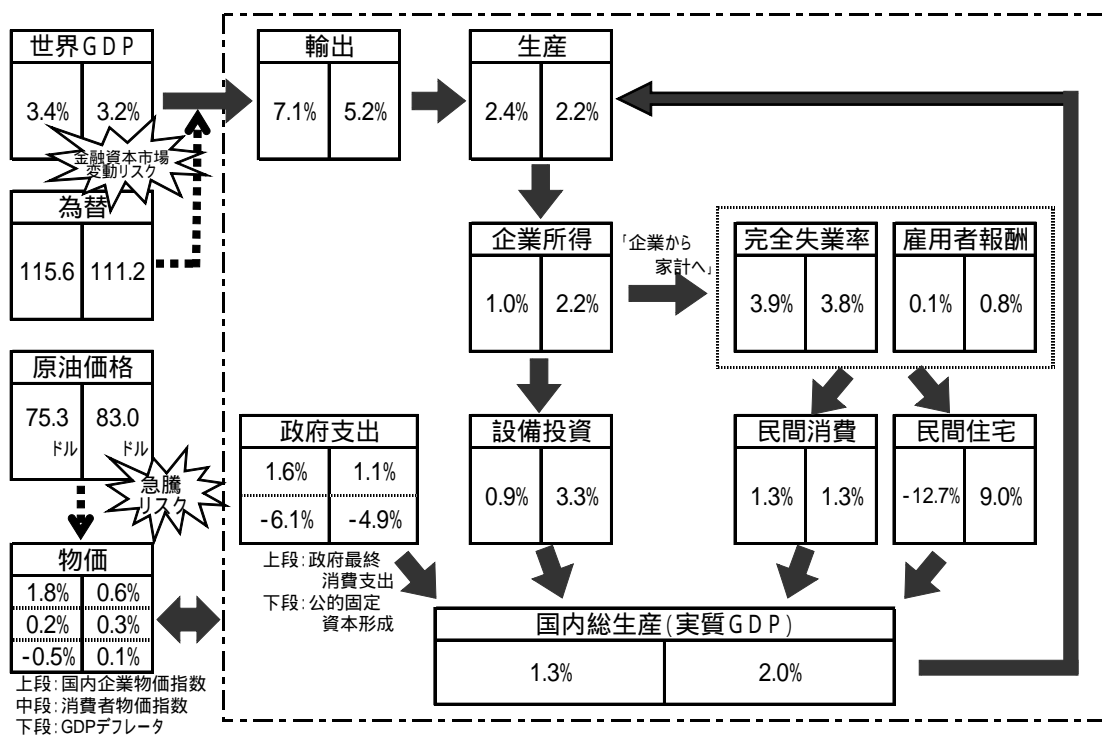 世界GDP
3.4% 3.2%
金融資本市場
変動リスク
為替
115.6 111.2
原油価格
75.3 83.0
ドル ドル
急騰
リスク
物価
1.8% 0.6%
0.2% 0.3%
-0.5% 0.1%
上段:国内企業物価指数
中段:消費者物価指数
下段:GDPデフレータ
輸出
7.1% 5.2%
生産
2.4% 2.2%
企業所得
1.0% 2.2%
「企業から
家計へ」
完全失業率
3.9% 3.8%
雇用者報酬
0.1% 0.8%
政府支出
1.6% 1.1%
-6.1% -4.9%
上段:政府最終
消費支出
下段:公的固定
資本形成
設備投資
0.9% 3.3%
民間消費
1.3% 1.3%
民間住宅
-12.7% 9.0%
国内総生産(実質GDP)
1.3% 2.0%